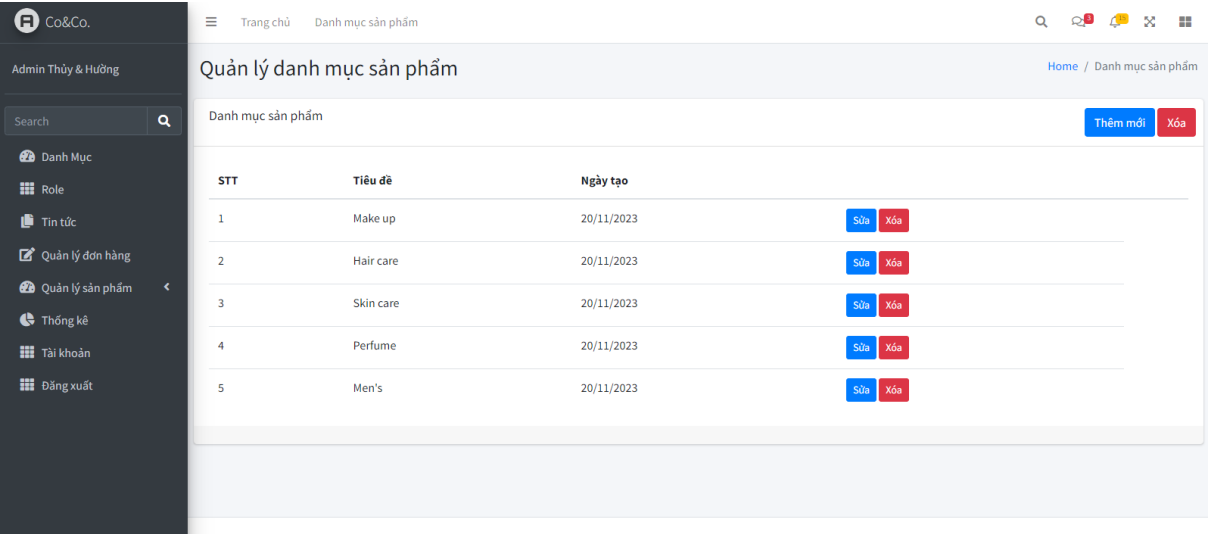 Co&Co.
Trang chủ Danh mục sản phẩm
3 15
Admin Thủy & Hường
Quản lý danh mục sản phẩm
Home / Danh mục sản phẩm
Search
Danh Mục
Role
Tin tức
Quản lý đơn hàng
Quản lý sản phẩm
Thống kê
Tài khoản
Đăng xuất
Danh mục sản phẩm
Thêm mới Xóa
STT Tiêu đề Ngày tạo
1 Make up 20/11/2023 Sửa Xóa
2 Hair care 20/11/2023 Sửa Xóa
3 Skin care 20/11/2023 Sửa Xóa
4 Perfume 20/11/2023 Sửa Xóa
5 Men's 20/11/2023 Sửa Xóa